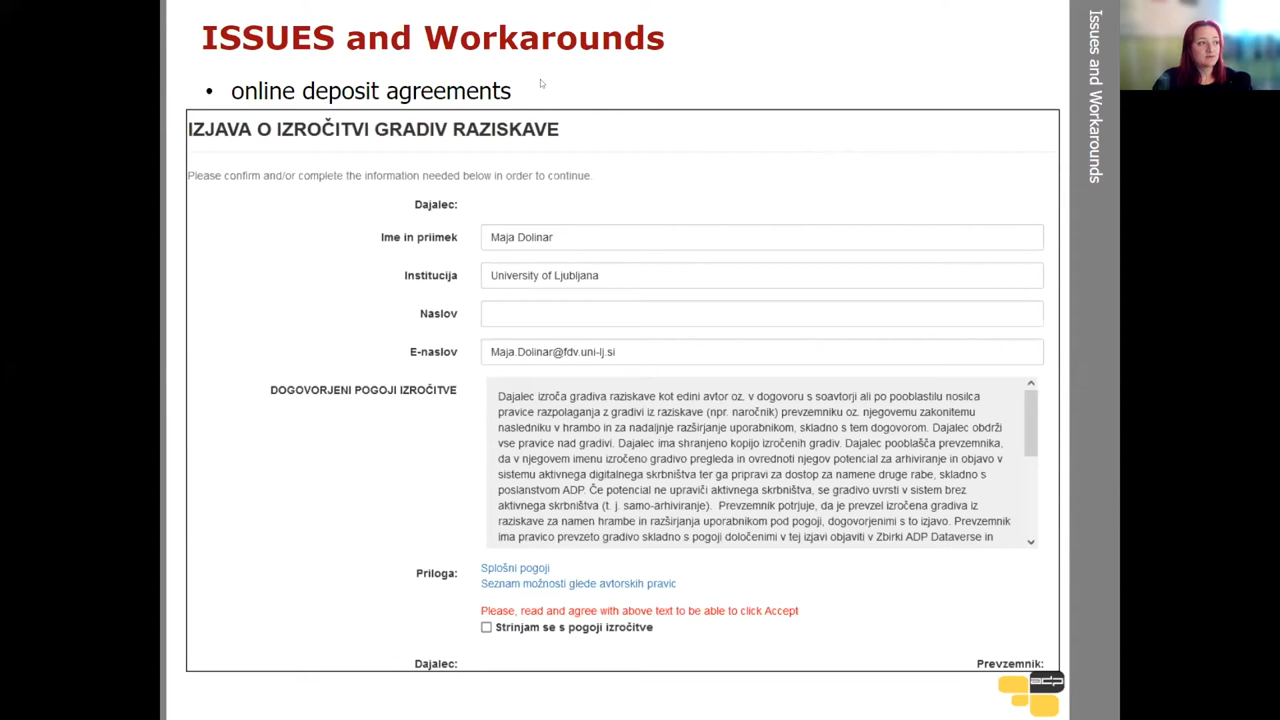 ISSUES and Workarounds
• online deposit agreements
IZJAVA O IZROČITVI GRADIV RAZISKAVE
Please confirm and/or complete the information needed below in order to continue.
Dajalec:
Ime in priimek
Maja Dolinar
Institucija
University of Ljubljana
Naslov
E-naslov
Maja.Dolinar@fdv.uni-lj.si
DOGOVORJENI POGOJI IZROČITVE
Dajalec izroča gradiva raziskave kot edini avtor oz. v dogovoru s soavtorji ali po pooblastilu nosilca
pravice razpolaganja z gradivi iz raziskave (npr. naročnik) prevzemniku oz. njegovemu zakonitemu
nasledniku v hrambo in za nadaljnje razširjanje uporabnikom, skladno s tem dogovorom. Dajalec obdrži
vse pravice nad gradivi. Dajalec ima shranjeno kopijo izročenih gradiv. Dajalec pooblašča prevzemnika,
da v njegovem imenu izročeno gradivo pregleda in ovrednoti njegov potencial za arhiviranje in objavo v
sistemu aktivnega digitalnega skrbništva ter ga pripravi za dostop za namene druge rabe, skladno s
poslanstvom ADP. Če potencial ne upraviči aktivnega skrbništva, se gradivo uvrsti v sistem brez
aktivnega skrbništva (t. j. samo-arhiviranje). Prevzemnik potrjuje, da je prevzel izročena gradiva iz
raziskave za namen hrambe in razširjanja uporabnikom pod pogoji, dogovorjenimi s to izjavo. Prevzemnik
ima pravico prevzeto gradivo skladno s pogoji določenimi v tej izjavi objaviti v Zbirki ADP Dataverse in
Priloga:
Splošni pogoji
Seznam možnosti glede avtorskih pravic
Please, read and agree with above text to be able to click Accept
Strinjam se s pogoji izročitve
Dajalec:
Prevzemnik:
adp
Issues and Workarounds